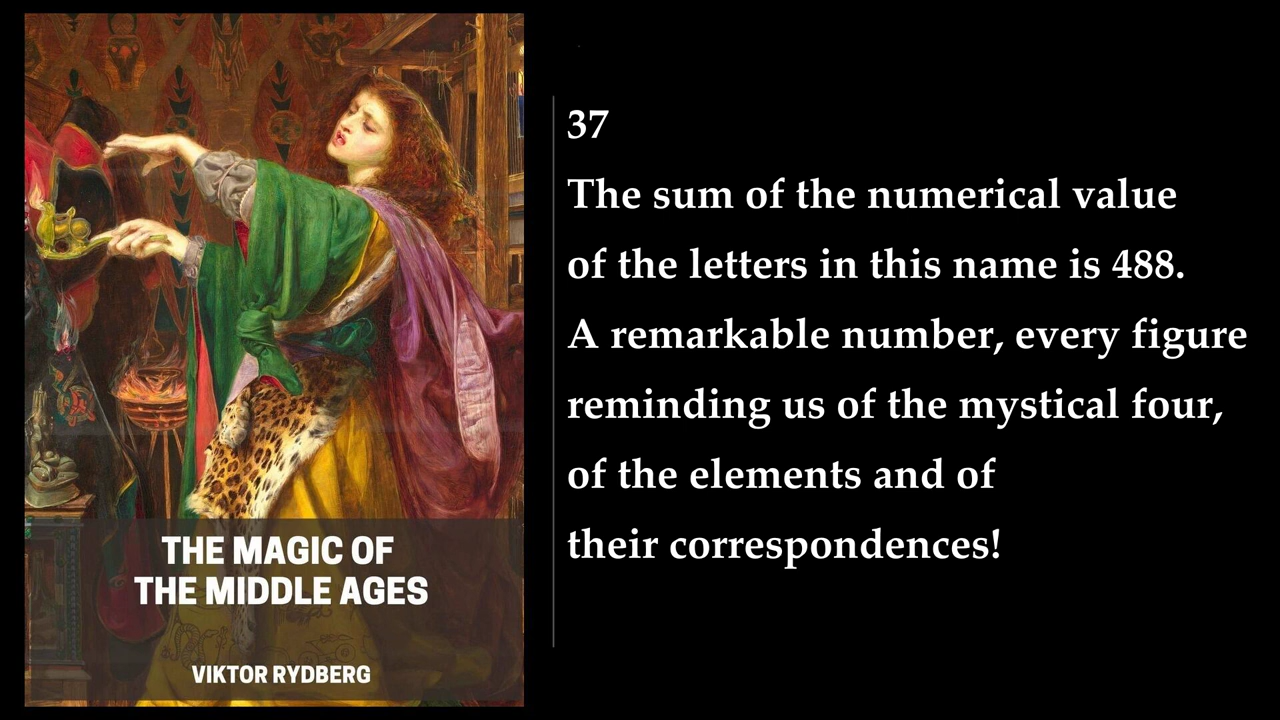 THE MAGIC OF
THE MIDDLE AGES
VIKTOR RYDBERG
37
The sum of the numerical value
of the letters in this name is 488.
A remarkable number, every figure
reminding us of the mystical four,
of the elements and of
their correspondences!